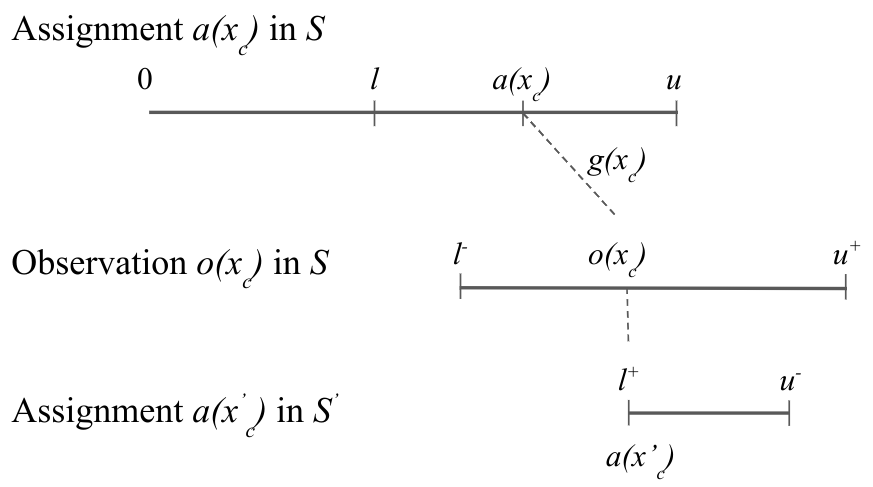 Assignment a(x_c) in S
0 l a(x_c) u
g(x_c)
Observation o(x_c) in S
l^- o(x_c) u^+
l^+ u^-
Assignment a(x'_c) in S'
a(x'_c)